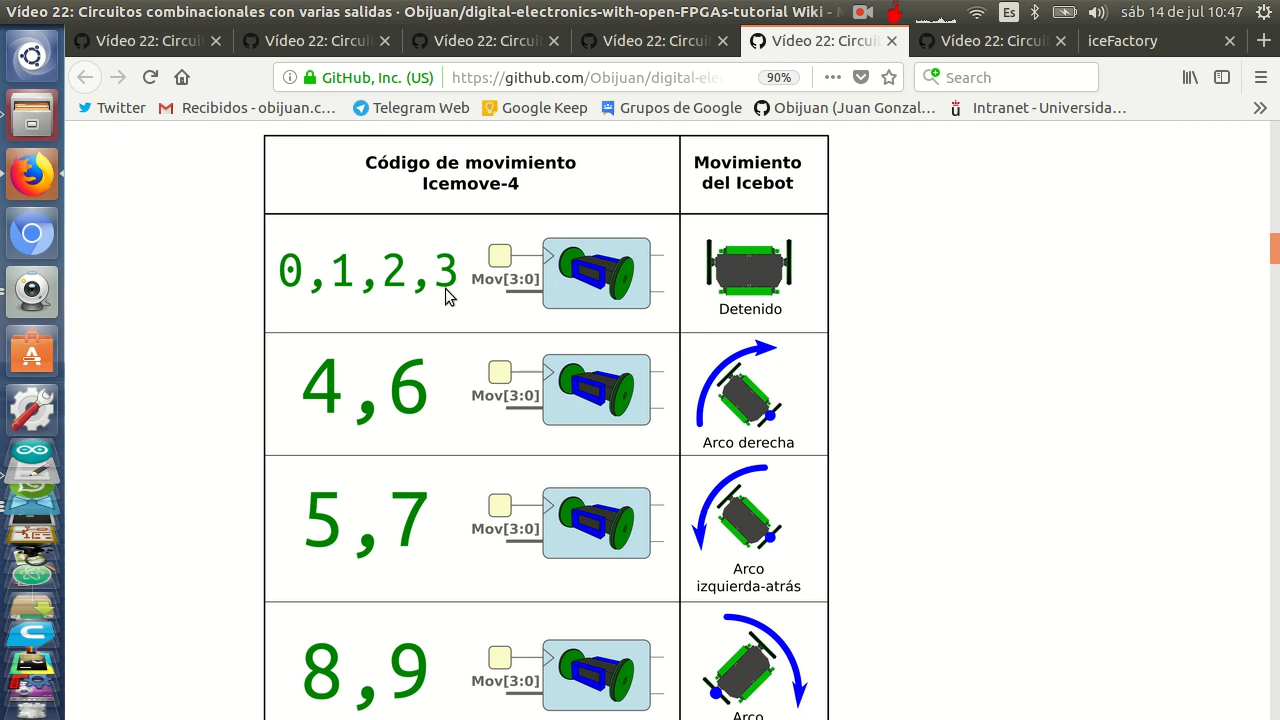 Vídeo 22: Circuitos combinacionales con varias salidas · Obijuan/digital-electronics-with-open-FPGAs-tutorial Wiki -
Es
sáb 14 de jul 10:47
Vídeo 22: Circui
Vídeo 22: Circui
Vídeo 22: Circui
Vídeo 22: Circui
Vídeo 22: Circui
Vídeo 22: Circui
iceFactory
GitHub, Inc. (US)
https://github.com/Obijuan/digital-ele
90%
Search
Twitter
Recibidos - obijuan.c…
Telegram Web
Google Keep
Grupos de Google
Obijuan (Juan Gonzal…
Intranet - Universida…
Código de movimiento
Icemove-4
Movimiento
del Icebot
0,1,2,3
Mov[3:0]
Detenido
4,6
Mov[3:0]
Arco derecha
5,7
Mov[3:0]
Arco
izquierda-atrás
8,9
Mov[3:0]
Arco